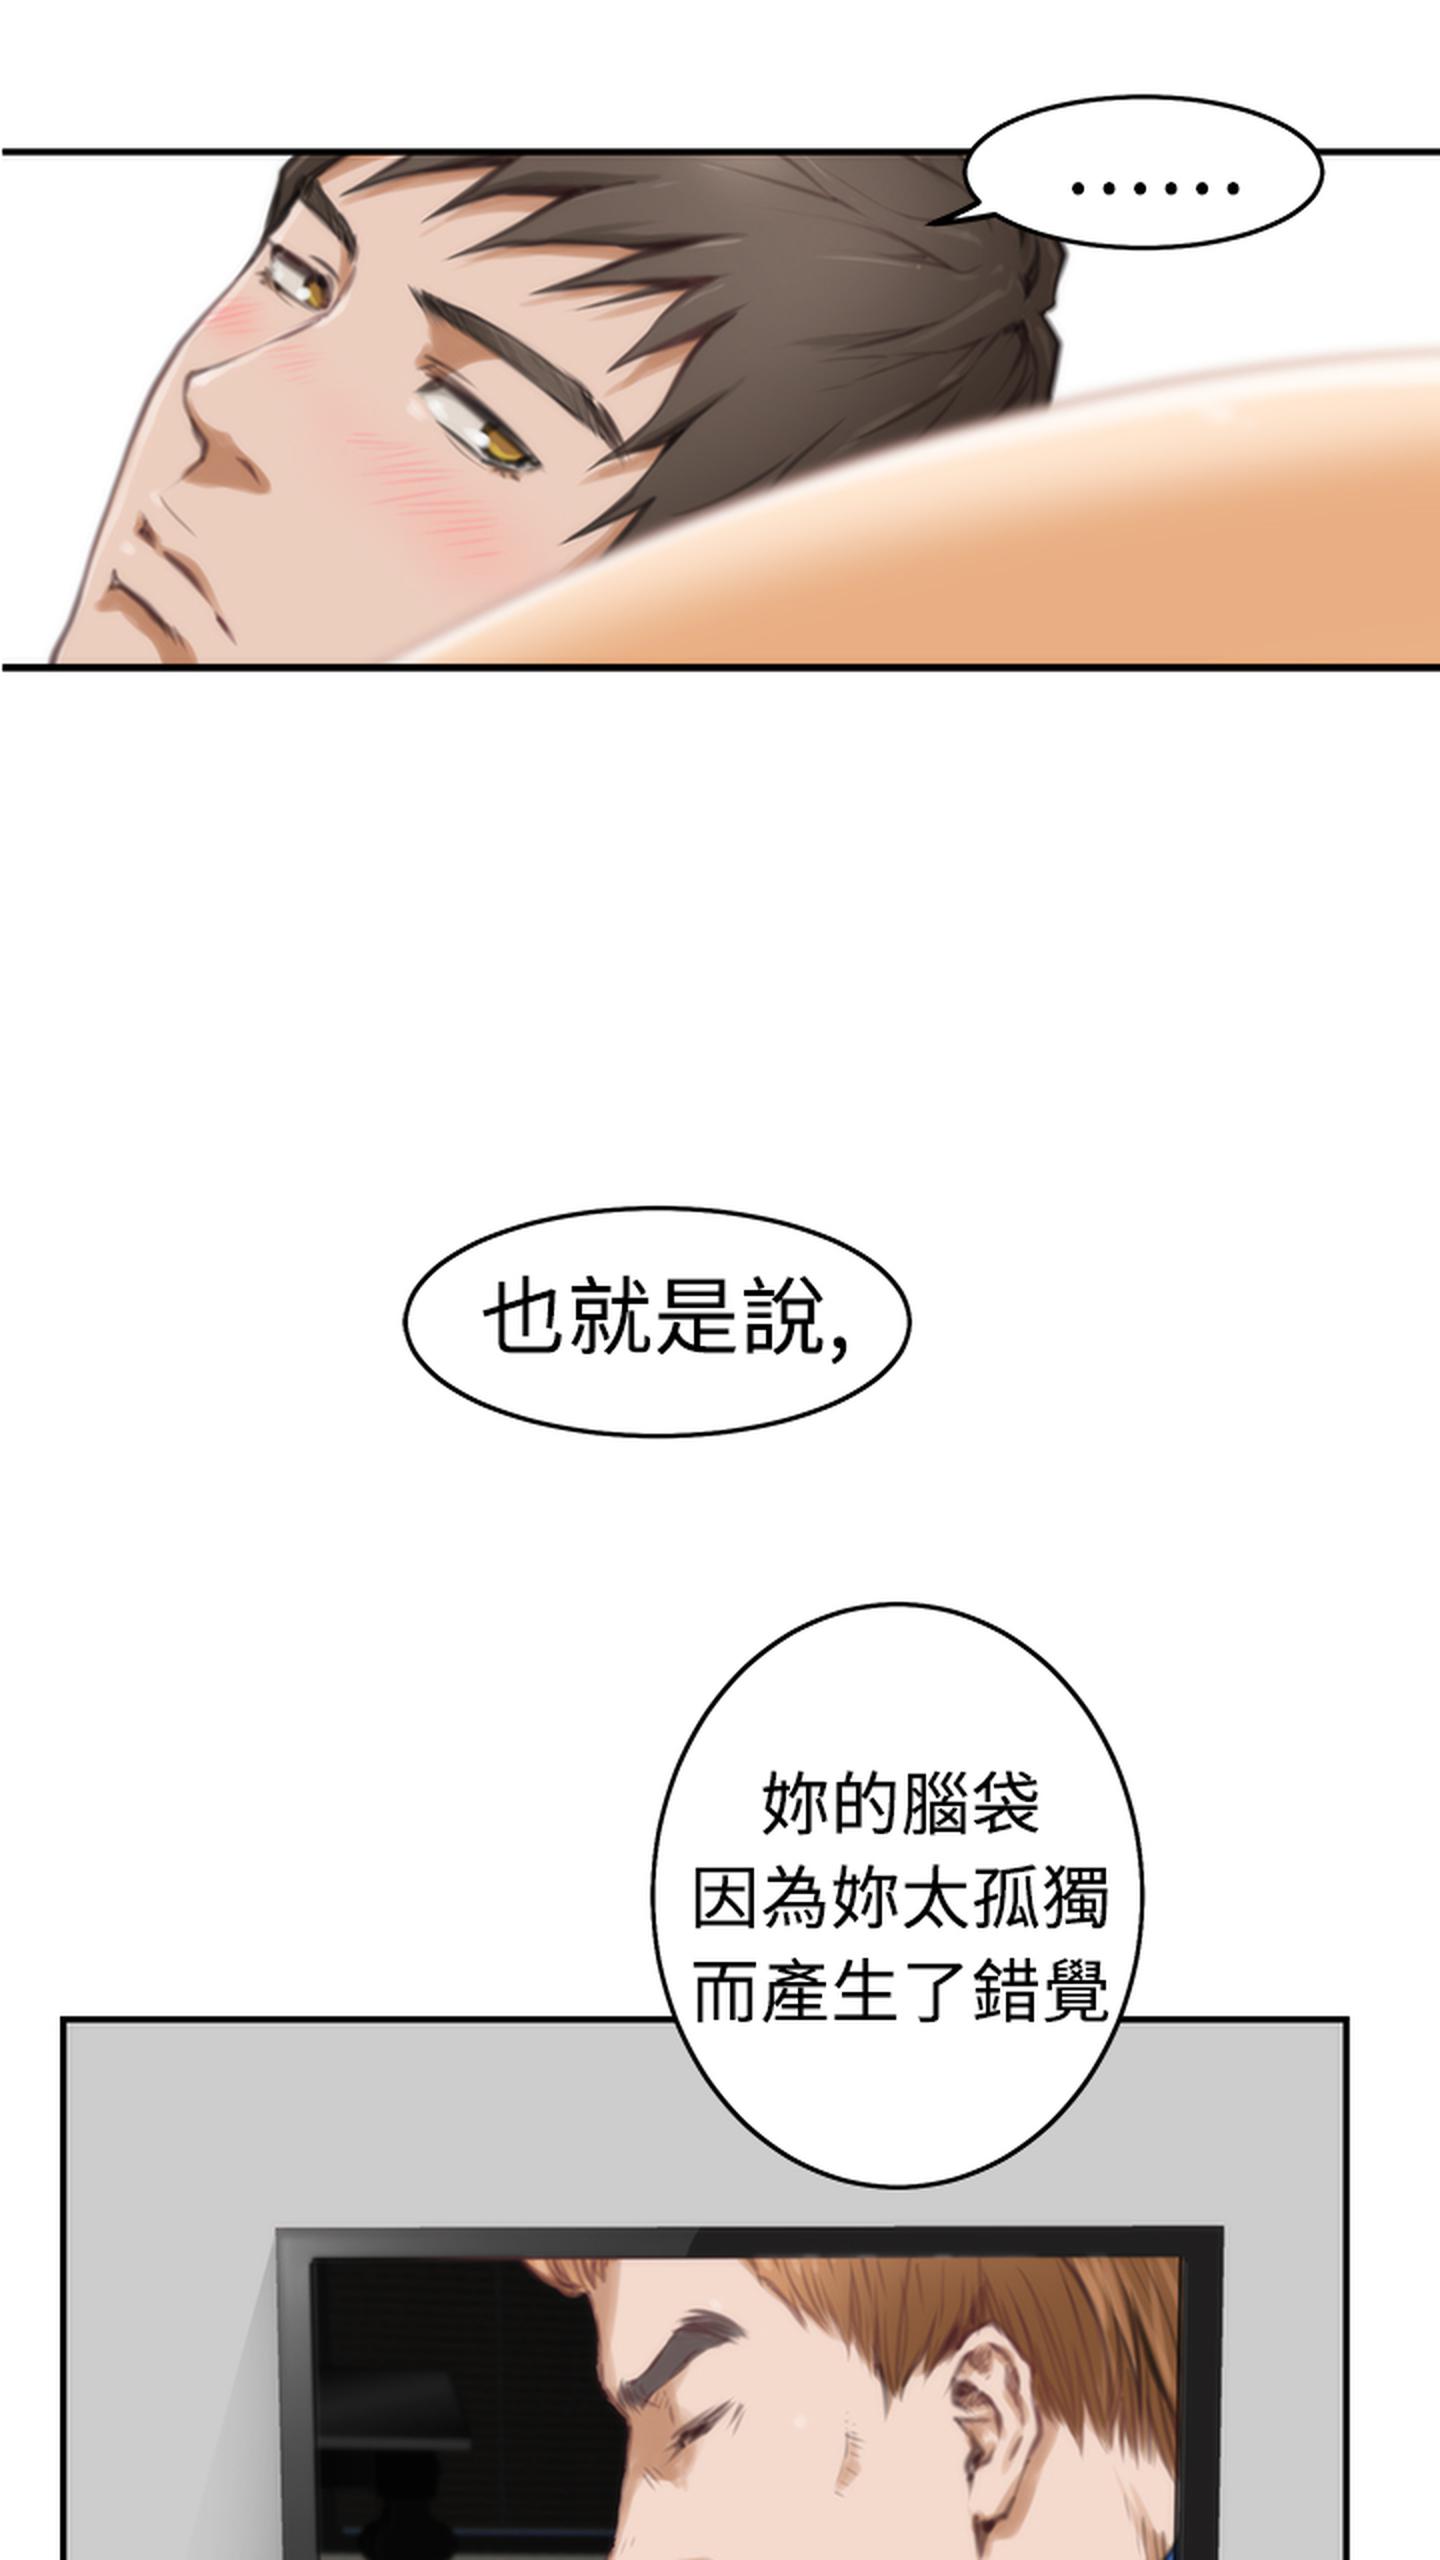 ……
也就是說,
妳的腦袋
因為妳太孤獨
而產生了錯覺